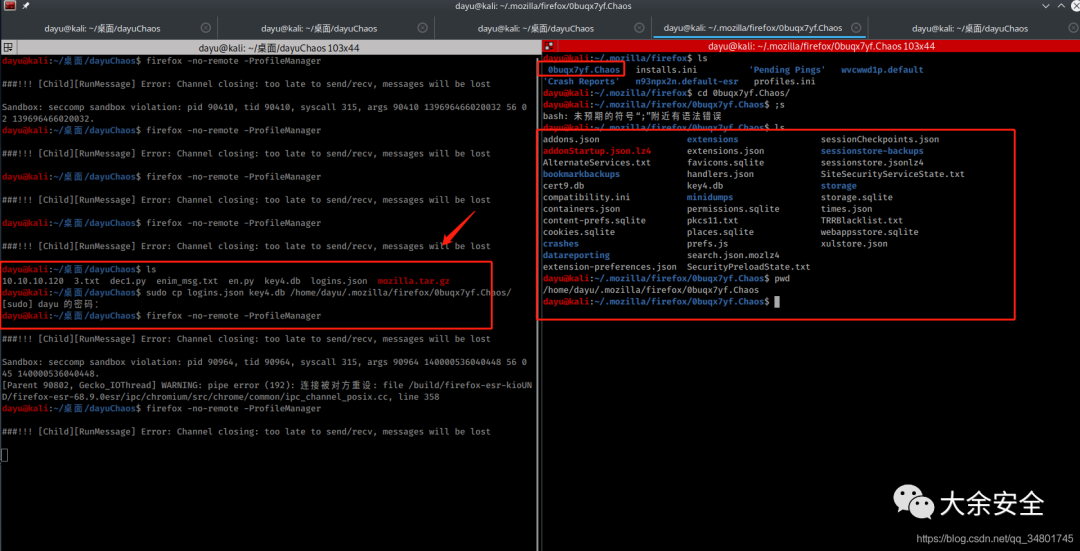 dayu@kali: ~/.mozilla/firefox/0buqx7yf.Chaos
dayu@kali: ~/桌面/dayuChaos
dayu@kali: ~/桌面/dayuChaos
dayu@kali: ~/桌面/dayuChaos
dayu@kali: ~/.mozilla/firefox/0buqx7yf.Chaos
dayu@kali: ~/桌面/dayuChaos
dayu@kali: ~/桌面/dayuChaos 103x44
dayu@kali:~/桌面/dayuChaos$ firefox -no-remote -ProfileManager
###!!! [Child][RunMessage] Error: Channel closing: too late to send/recv, messages will be lost
Sandbox: seccomp sandbox violation: pid 90410, tid 90410, syscall 315, args 90410 139696466020032 56 0
2 139696466020032.
dayu@kali:~/桌面/dayuChaos$ firefox -no-remote -ProfileManager
###!!! [Child][RunMessage] Error: Channel closing: too late to send/recv, messages will be lost
dayu@kali:~/桌面/dayuChaos$ firefox -no-remote -ProfileManager
###!!! [Child][RunMessage] Error: Channel closing: too late to send/recv, messages will be lost
dayu@kali:~/桌面/dayuChaos$ firefox -no-remote -ProfileManager
###!!! [Child][RunMessage] Error: Channel closing: too late to send/recv, messages will be lost
dayu@kali:~/桌面/dayuChaos$ ls
10.10.10.120 3.txt dec1.py enim_msg.txt en.py key4.db logins.json mozilla.tar.gz
dayu@kali:~/桌面/dayuChaos$ sudo cp logins.json key4.db /home/dayu/.mozilla/firefox/0buqx7yf.Chaos/
[sudo] dayu 的密码：
dayu@kali:~/桌面/dayuChaos$ firefox -no-remote -ProfileManager
###!!! [Child][RunMessage] Error: Channel closing: too late to send/recv, messages will be lost
Sandbox: seccomp sandbox violation: pid 90964, tid 90964, syscall 315, args 90964 140000536040448 56 0
45 140000536040448.
[Parent 90802, Gecko_IOThread] WARNING: pipe error (192): 连接被对方重设: file /build/firefox-esr-kioUN
D/firefox-esr-68.9.0esr/ipc/chromium/src/chrome/common/ipc_channel_posix.cc, line 358
dayu@kali:~/桌面/dayuChaos$ firefox -no-remote -ProfileManager
###!!! [Child][RunMessage] Error: Channel closing: too late to send/recv, messages will be lost
dayu@kali: ~/.mozilla/firefox/0buqx7yf.Chaos 103x44
dayu@kali:~/.mozilla/firefox$ ls
0buqx7yf.Chaos installs.ini 'Pending Pings' wvcwwd1p.default
'Crash Reports' n93npx2n.default-esr profiles.ini
dayu@kali:~/.mozilla/firefox$ cd 0buqx7yf.Chaos/
dayu@kali:~/.mozilla/firefox/0buqx7yf.Chaos$ ;s
bash: 未预期的符号“;”附近有语法错误
dayu@kali:~/.mozilla/firefox/0buqx7yf.Chaos$ ls
addons.json extensions sessionCheckpoints.json
addonStartup.json.lz4 extensions.json sessionstore-backups
AlternateServices.txt favicons.sqlite sessionstore.jsonlz4
bookmarkbackups handlers.json SiteSecurityServiceState.txt
cert9.db key4.db storage
compatibility.ini minidumps storage.sqlite
containers.json permissions.sqlite times.json
content-prefs.sqlite pkcs11.txt TRRBlacklist.txt
cookies.sqlite places.sqlite webappsstore.sqlite
crashes prefs.js xulstore.json
datareporting search.json.mozlz4
extension-preferences.json SecurityPreloadState.txt
dayu@kali:~/.mozilla/firefox/0buqx7yf.Chaos$ pwd
/home/dayu/.mozilla/firefox/0buqx7yf.Chaos
dayu@kali:~/.mozilla/firefox/0buqx7yf.Chaos$
大余安全
https://blog.csdn.net/qq_34801745